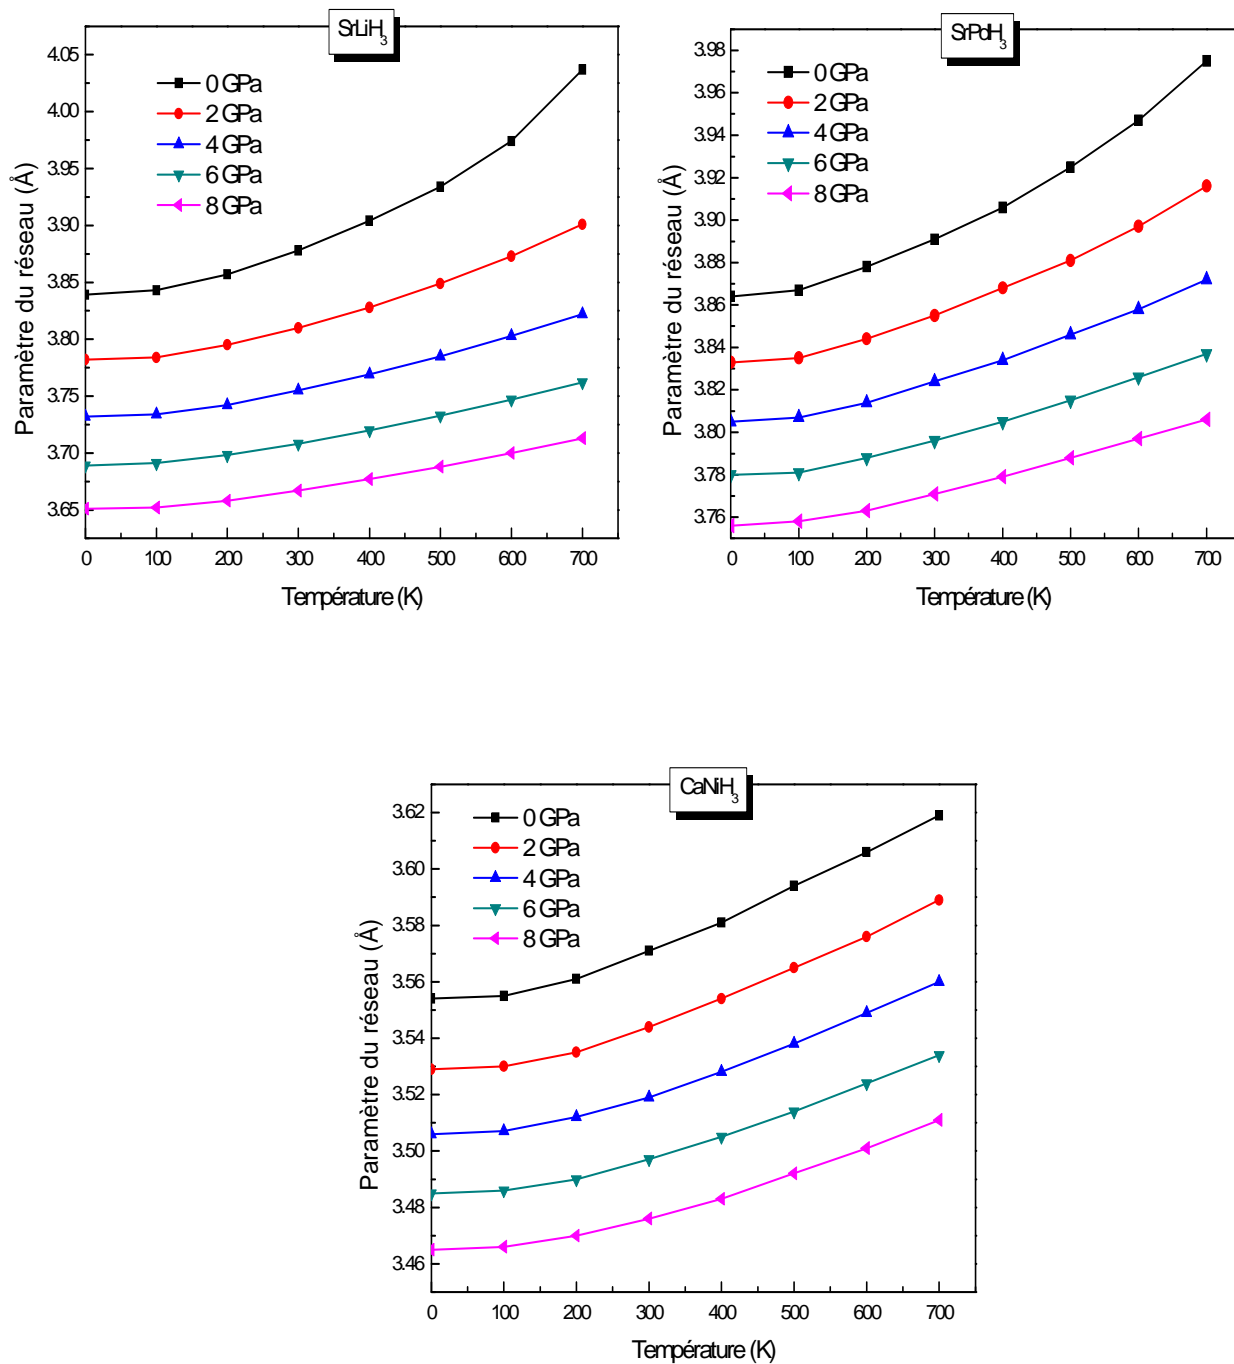 SrLiH3
4.05
4.00
3.95
3.90
3.85
3.80
3.75
3.70
3.65
0 GPa
2 GPa
4 GPa
6 GPa
8 GPa
Paramètre du réseau (Å)
0 100 200 300 400 500 600 700
Température (K)
SrPdH3
3.98
3.96
3.94
3.92
3.90
3.88
3.86
3.84
3.82
3.80
3.78
3.76
0 GPa
2 GPa
4 GPa
6 GPa
8 GPa
Paramètre du réseau (Å)
0 100 200 300 400 500 600 700
Température (K)
CaNiH3
3.62
3.60
3.58
3.56
3.54
3.52
3.50
3.48
3.46
0 GPa
2 GPa
4 GPa
6 GPa
8 GPa
Paramètre du réseau (Å)
0 100 200 300 400 500 600 700
Température (K)